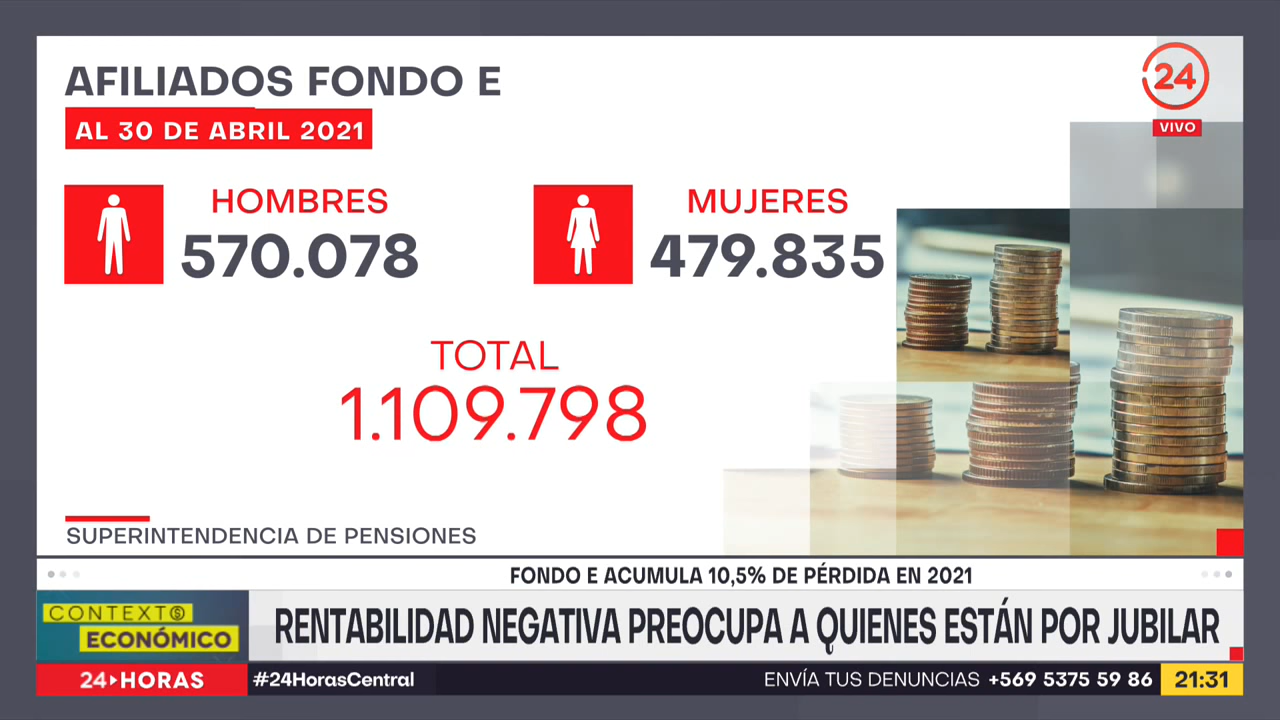 AFILIADOS FONDO E
AL 30 DE ABRIL 2021
24
VIVO
HOMBRES
570.078
MUJERES
479.835
TOTAL
1.109.798
SUPERINTENDENCIA DE PENSIONES
FONDO E ACUMULA 10,5% DE PÉRDIDA EN 2021
CONTEXTO
ECONÓMICO
RENTABILIDAD NEGATIVA PREOCUPA A QUIENES ESTÁN POR JUBILAR
24 HORAS
#24HorasCentral
ENVÍA TUS DENUNCIAS +569 5375 59 86
21:31